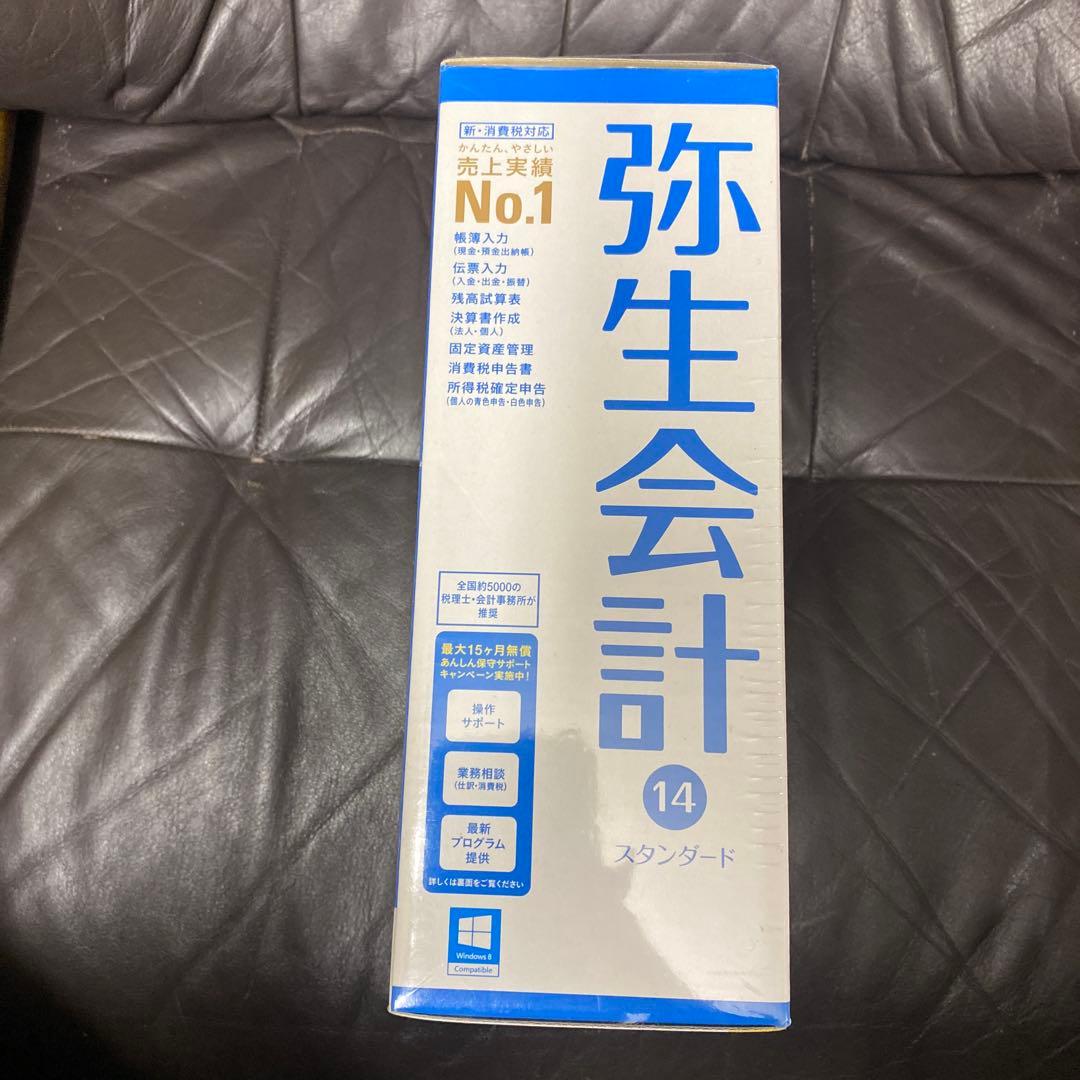 新・消費税対応
かんたん、やさしい
売上実績
No.1
帳簿入力
（現金・預金出納帳）
伝票入力
（入金・出金・振替）
残高試算表
決算書作成
（法人・個人）
固定資産管理
消費税申告書
所得税確定申告
（個人の青色申告・白色申告）
弥生会計
14
スタンダード
全国約5000の
税理士・会計事務所が
推奨
最大15ヶ月無償
あんしん保守サポート
キャンペーン実施中！
操作
サポート
業務相談
（仕訳・消費税）
最新
プログラム
提供
詳しくは裏面をご覧ください
Windows 8
Compatible